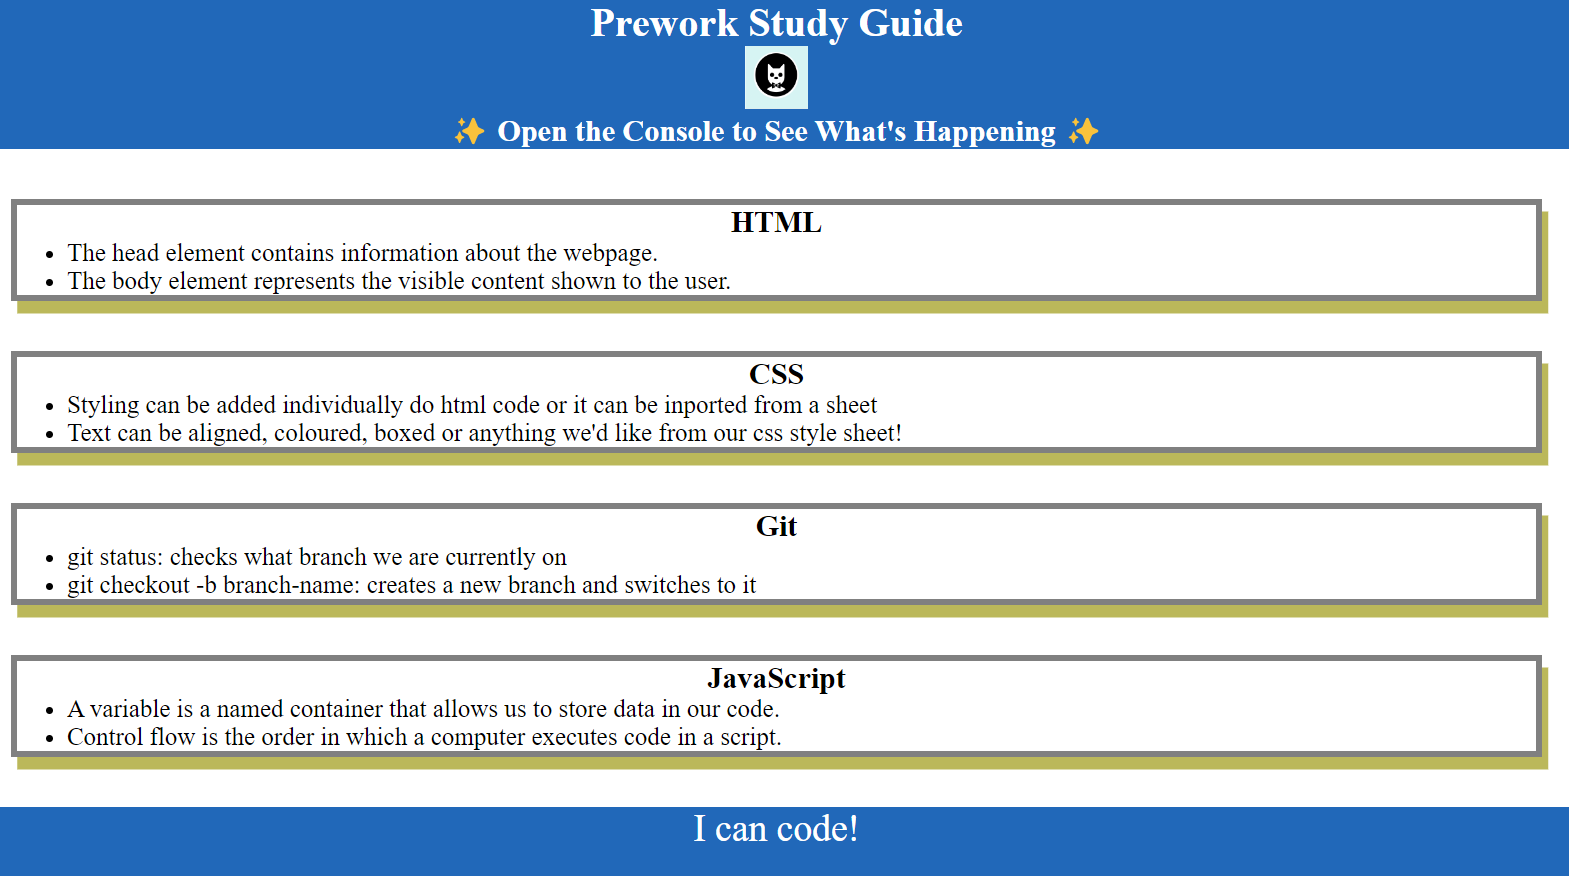 Prework Study Guide
✨ Open the Console to See What's Happening ✨
HTML
• The head element contains information about the webpage.
• The body element represents the visible content shown to the user.
CSS
• Styling can be added individually do html code or it can be inported from a sheet
• Text can be aligned, coloured, boxed or anything we'd like from our css style sheet!
Git
• git status: checks what branch we are currently on
• git checkout -b branch-name: creates a new branch and switches to it
JavaScript
• A variable is a named container that allows us to store data in our code.
• Control flow is the order in which a computer executes code in a script.
I can code!